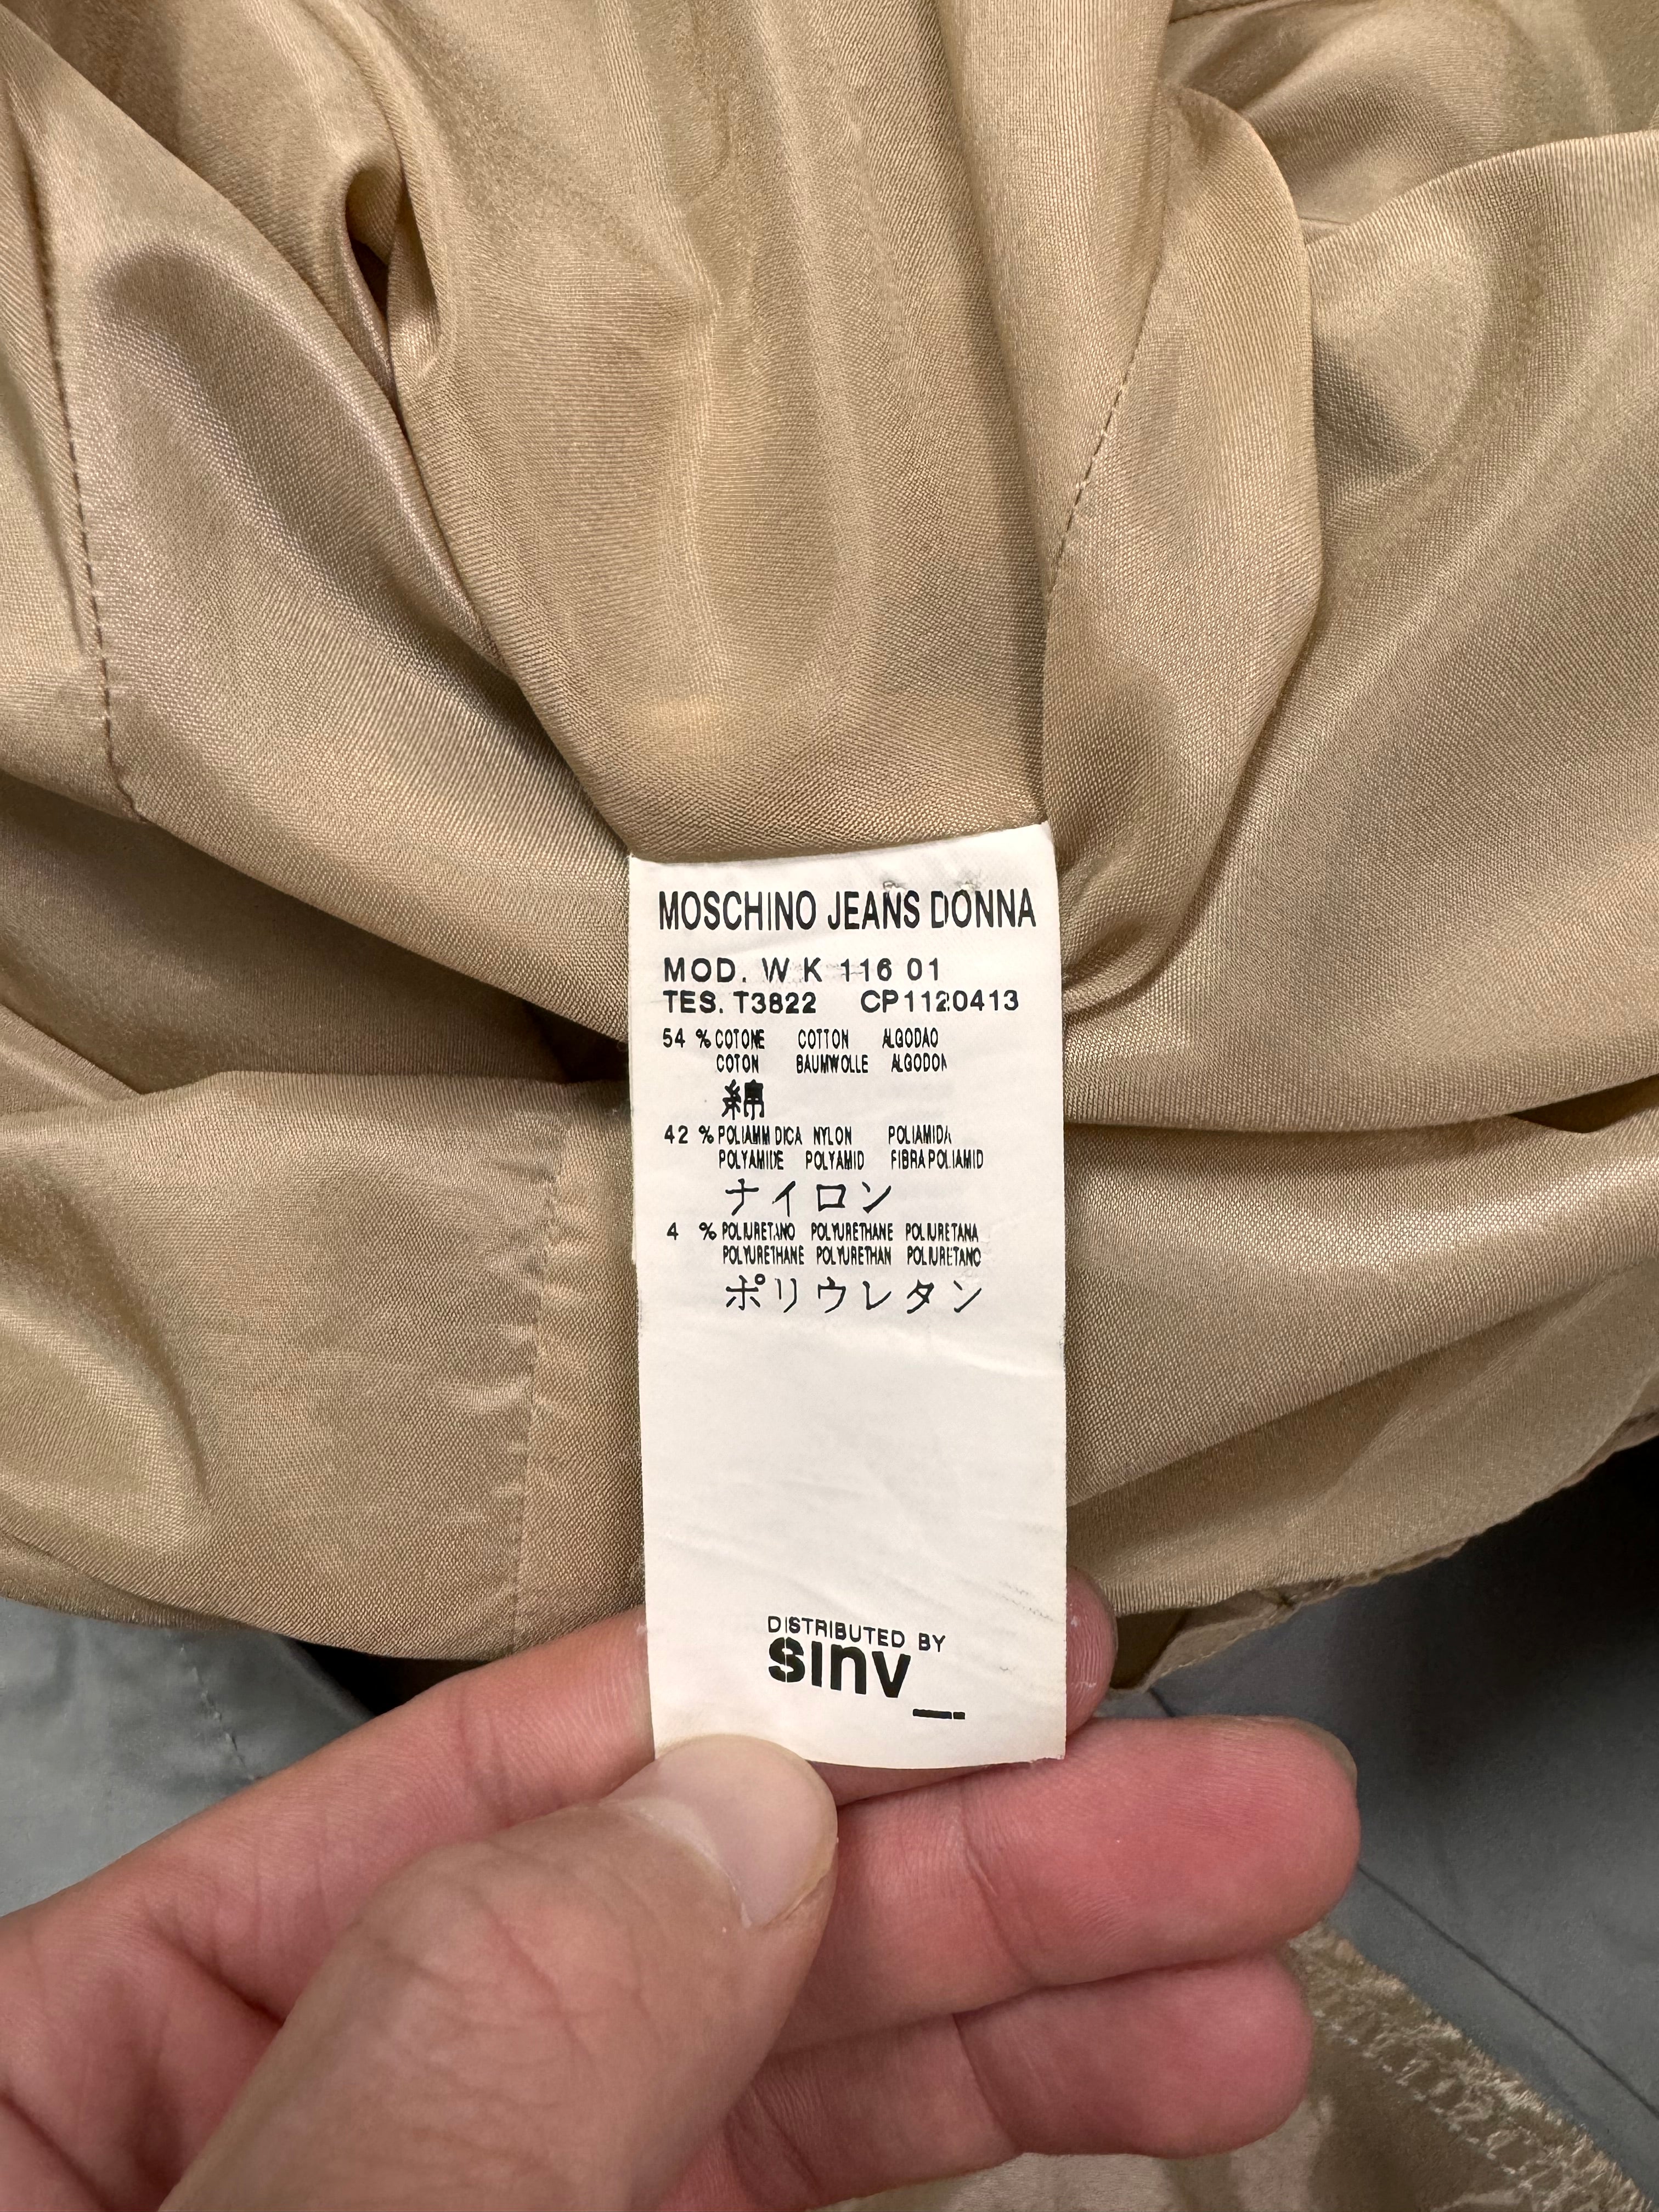 MOSCHINO JEANS DONNA
MOD. W K 116 01
TES. T3822 CP1120413
54 % COTONE COTTON ALGODAO
COTON BAUMWOLLE ALGODON
綿
42 % POLIAMMIDICA NYLON POLIAMIDA
POLYAMIDE POLYAMID FIBRA POLIAMID
ナイロン
4 % POLIURETANO POLYURETHANE POLIURETANA
POLYURETHANE POLYURETHAN POLIURETANO
ポリウレタン
DISTRIBUTED BY
sinv_